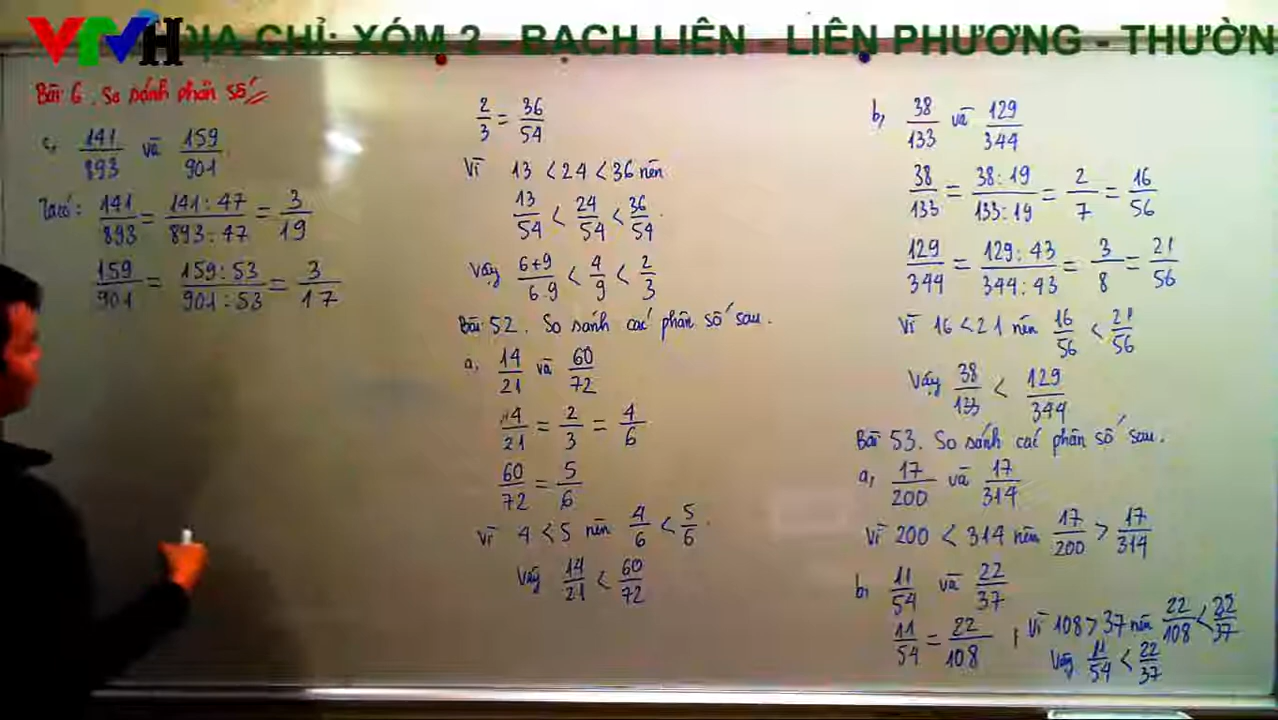 VTVH
ĐỊA CHỈ: XÓM 2 - BẠCH LIÊN - LIÊN PHƯƠNG - THƯỜN
Bài 6. So sánh phân số
c, 141/893 và 159/901
Ta có: 141/893 = 141:47/893:47 = 3/19
159/901 = 159:53/901:53 = 3/17
2/3 = 36/54
Vì 13 < 24 < 36 nên
13/54 < 24/54 < 36/54.
Vậy 6+9/6.9 < 4/9 < 2/3
Bài 52. So sánh các phân số sau.
a, 14/21 và 60/72
14/21 = 2/3 = 4/6
60/72 = 5/6
Vì 4 < 5 nên 4/6 < 5/6.
Vậy 14/21 < 60/72
b, 38/133 và 129/344
38/133 = 38:19/133:19 = 2/7 = 16/56
129/344 = 129:43/344:43 = 3/8 = 21/56
Vì 16 < 21 nên 16/56 < 21/56
Vậy 38/133 < 129/344
Bài 53. So sánh các phân số sau.
a, 17/200 và 17/314
Vì 200 < 314 nên 17/200 > 17/314
b, 11/54 và 22/37
11/54 = 22/108, Vì 108 > 37 nên 22/108 < 22/37
Vậy 11/54 < 22/37